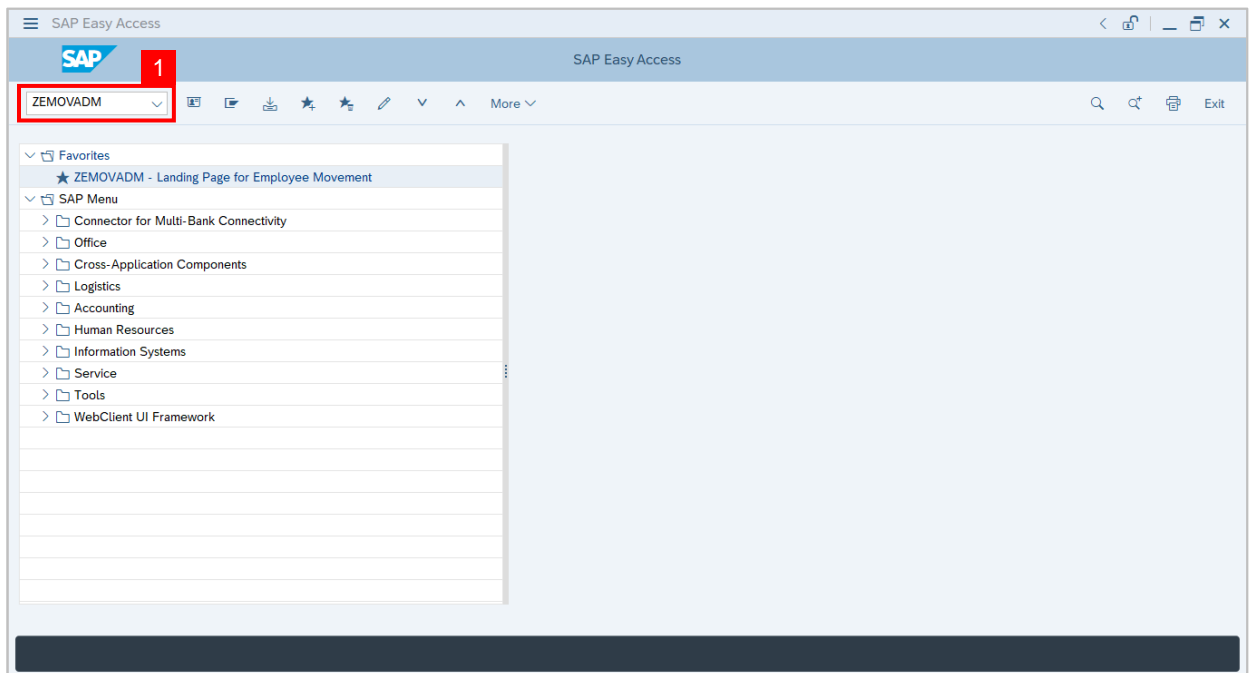 SAP Easy Access
SAP
1
SAP Easy Access
ZEMOVADM
More
Exit
Favorites
ZEMOVADM - Landing Page for Employee Movement
SAP Menu
Connector for Multi-Bank Connectivity
Office
Cross-Application Components
Logistics
Accounting
Human Resources
Information Systems
Service
Tools
WebClient UI Framework